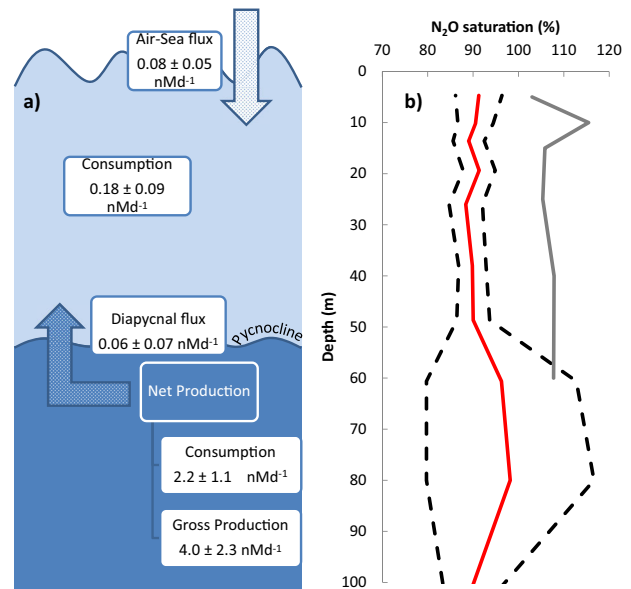 Air-Sea flux
0.08 ± 0.05
nMd⁻¹
a)
Consumption
0.18 ± 0.09
nMd⁻¹
Diapycnal flux
0.06 ± 0.07 nMd⁻¹
Pycnocline
Net Production
Consumption
2.2 ± 1.1 nMd⁻¹
Gross Production
4.0 ± 2.3 nMd⁻¹
N₂O saturation (%)
70 80 90 100 110 120
b)
Depth (m)
0
10
20
30
40
50
60
70
80
90
100